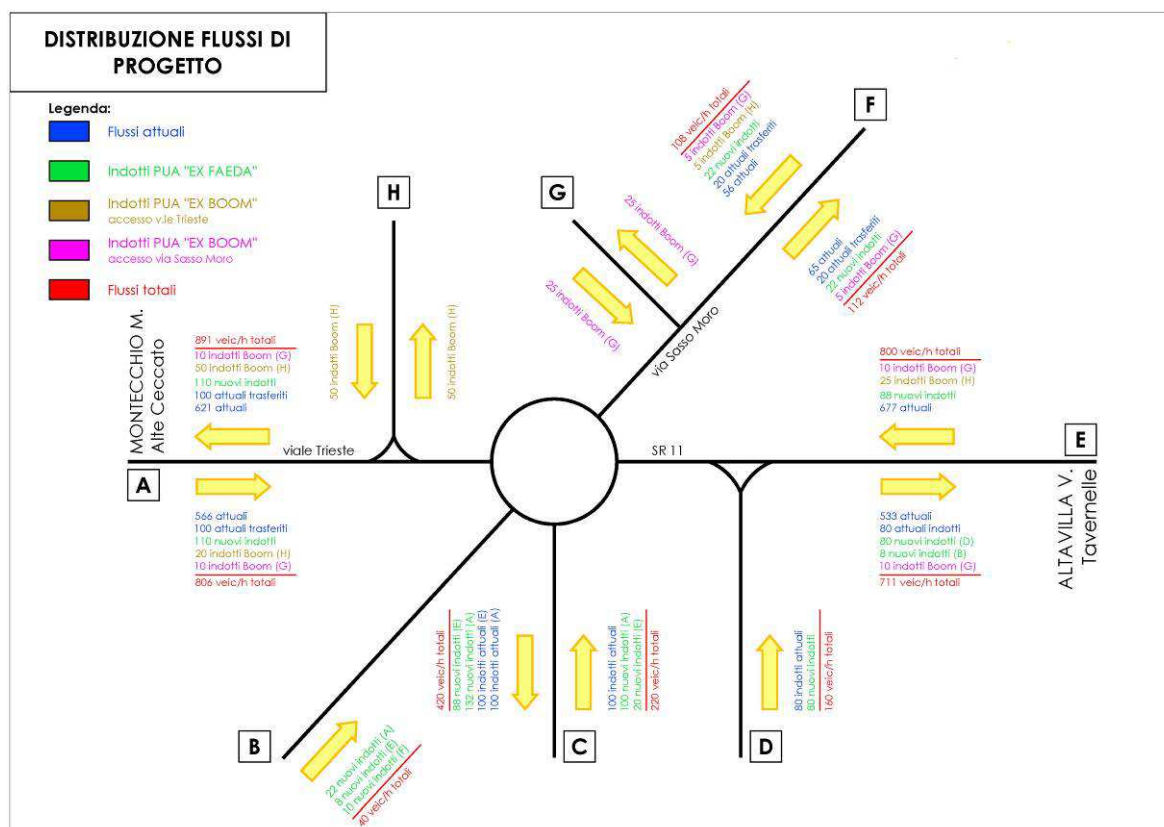 DISTRIBUZIONE FLUSSI DI
PROGETTO
Legenda:
Flussi attuali
Indotti PUA "EX FAEDA"
Indotti PUA "EX BOOM"
accesso v.le Trieste
Indotti PUA "EX BOOM"
accesso via Sasso Moro
Flussi totali
H
50 indotti Boom (H)
50 indotti Boom (H)
G
25 indotti Boom (G)
25 indotti Boom (G)
F
108 veic/h totali
5 indotti Boom (G)
5 indotti Boom (H)
22 nuovi indotti
20 attuali trasferiti
56 attuali
65 attuali
20 attuali trasferiti
22 nuovi indotti
5 indotti Boom (G)
112 veic/h totali
via Sasso Moro
MONTECCHIO M.
Alte Ceccato
891 veic/h totali
10 indotti Boom (G)
50 indotti Boom (H)
110 nuovi indotti
100 attuali trasferiti
621 attuali
viale Trieste
A
566 attuali
100 attuali trasferiti
110 nuovi indotti
20 indotti Boom (H)
10 indotti Boom (G)
806 veic/h totali
800 veic/h totali
10 indotti Boom (G)
25 indotti Boom (H)
88 nuovi indotti
677 attuali
SR 11
E
ALTAVILLA V.
Tavernelle
533 attuali
80 attuali indotti
80 nuovi indotti (D)
8 nuovi indotti (B)
10 indotti Boom (G)
711 veic/h totali
B
22 nuovi indotti (A)
8 nuovi indotti (E)
10 nuovi indotti (F)
40 veic/h totali
420 veic/h totali
88 nuovi indotti (E)
132 nuovi indotti (A)
100 indotti attuali (E)
100 indotti attuali (A)
C
100 indotti attuali
100 nuovi indotti (A)
20 nuovi indotti (E)
220 veic/h totali
D
80 indotti attuali
80 nuovi indotti
160 veic/h totali